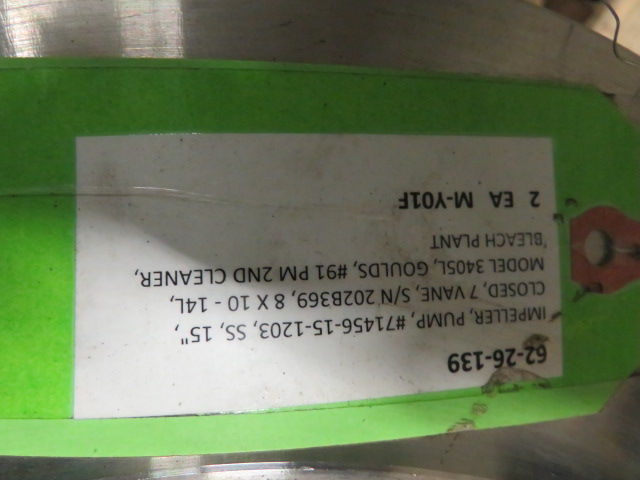 62-26-139
IMPELLER, PUMP, #71456-15-1203, SS, 15",
CLOSED, 7 VANE, S/N 202B369, 8 X 10 - 14L,
MODEL 340SL, GOULDS, #91 PM 2ND CLEANER,
BLEACH PLANT
2 EA M-Y01F